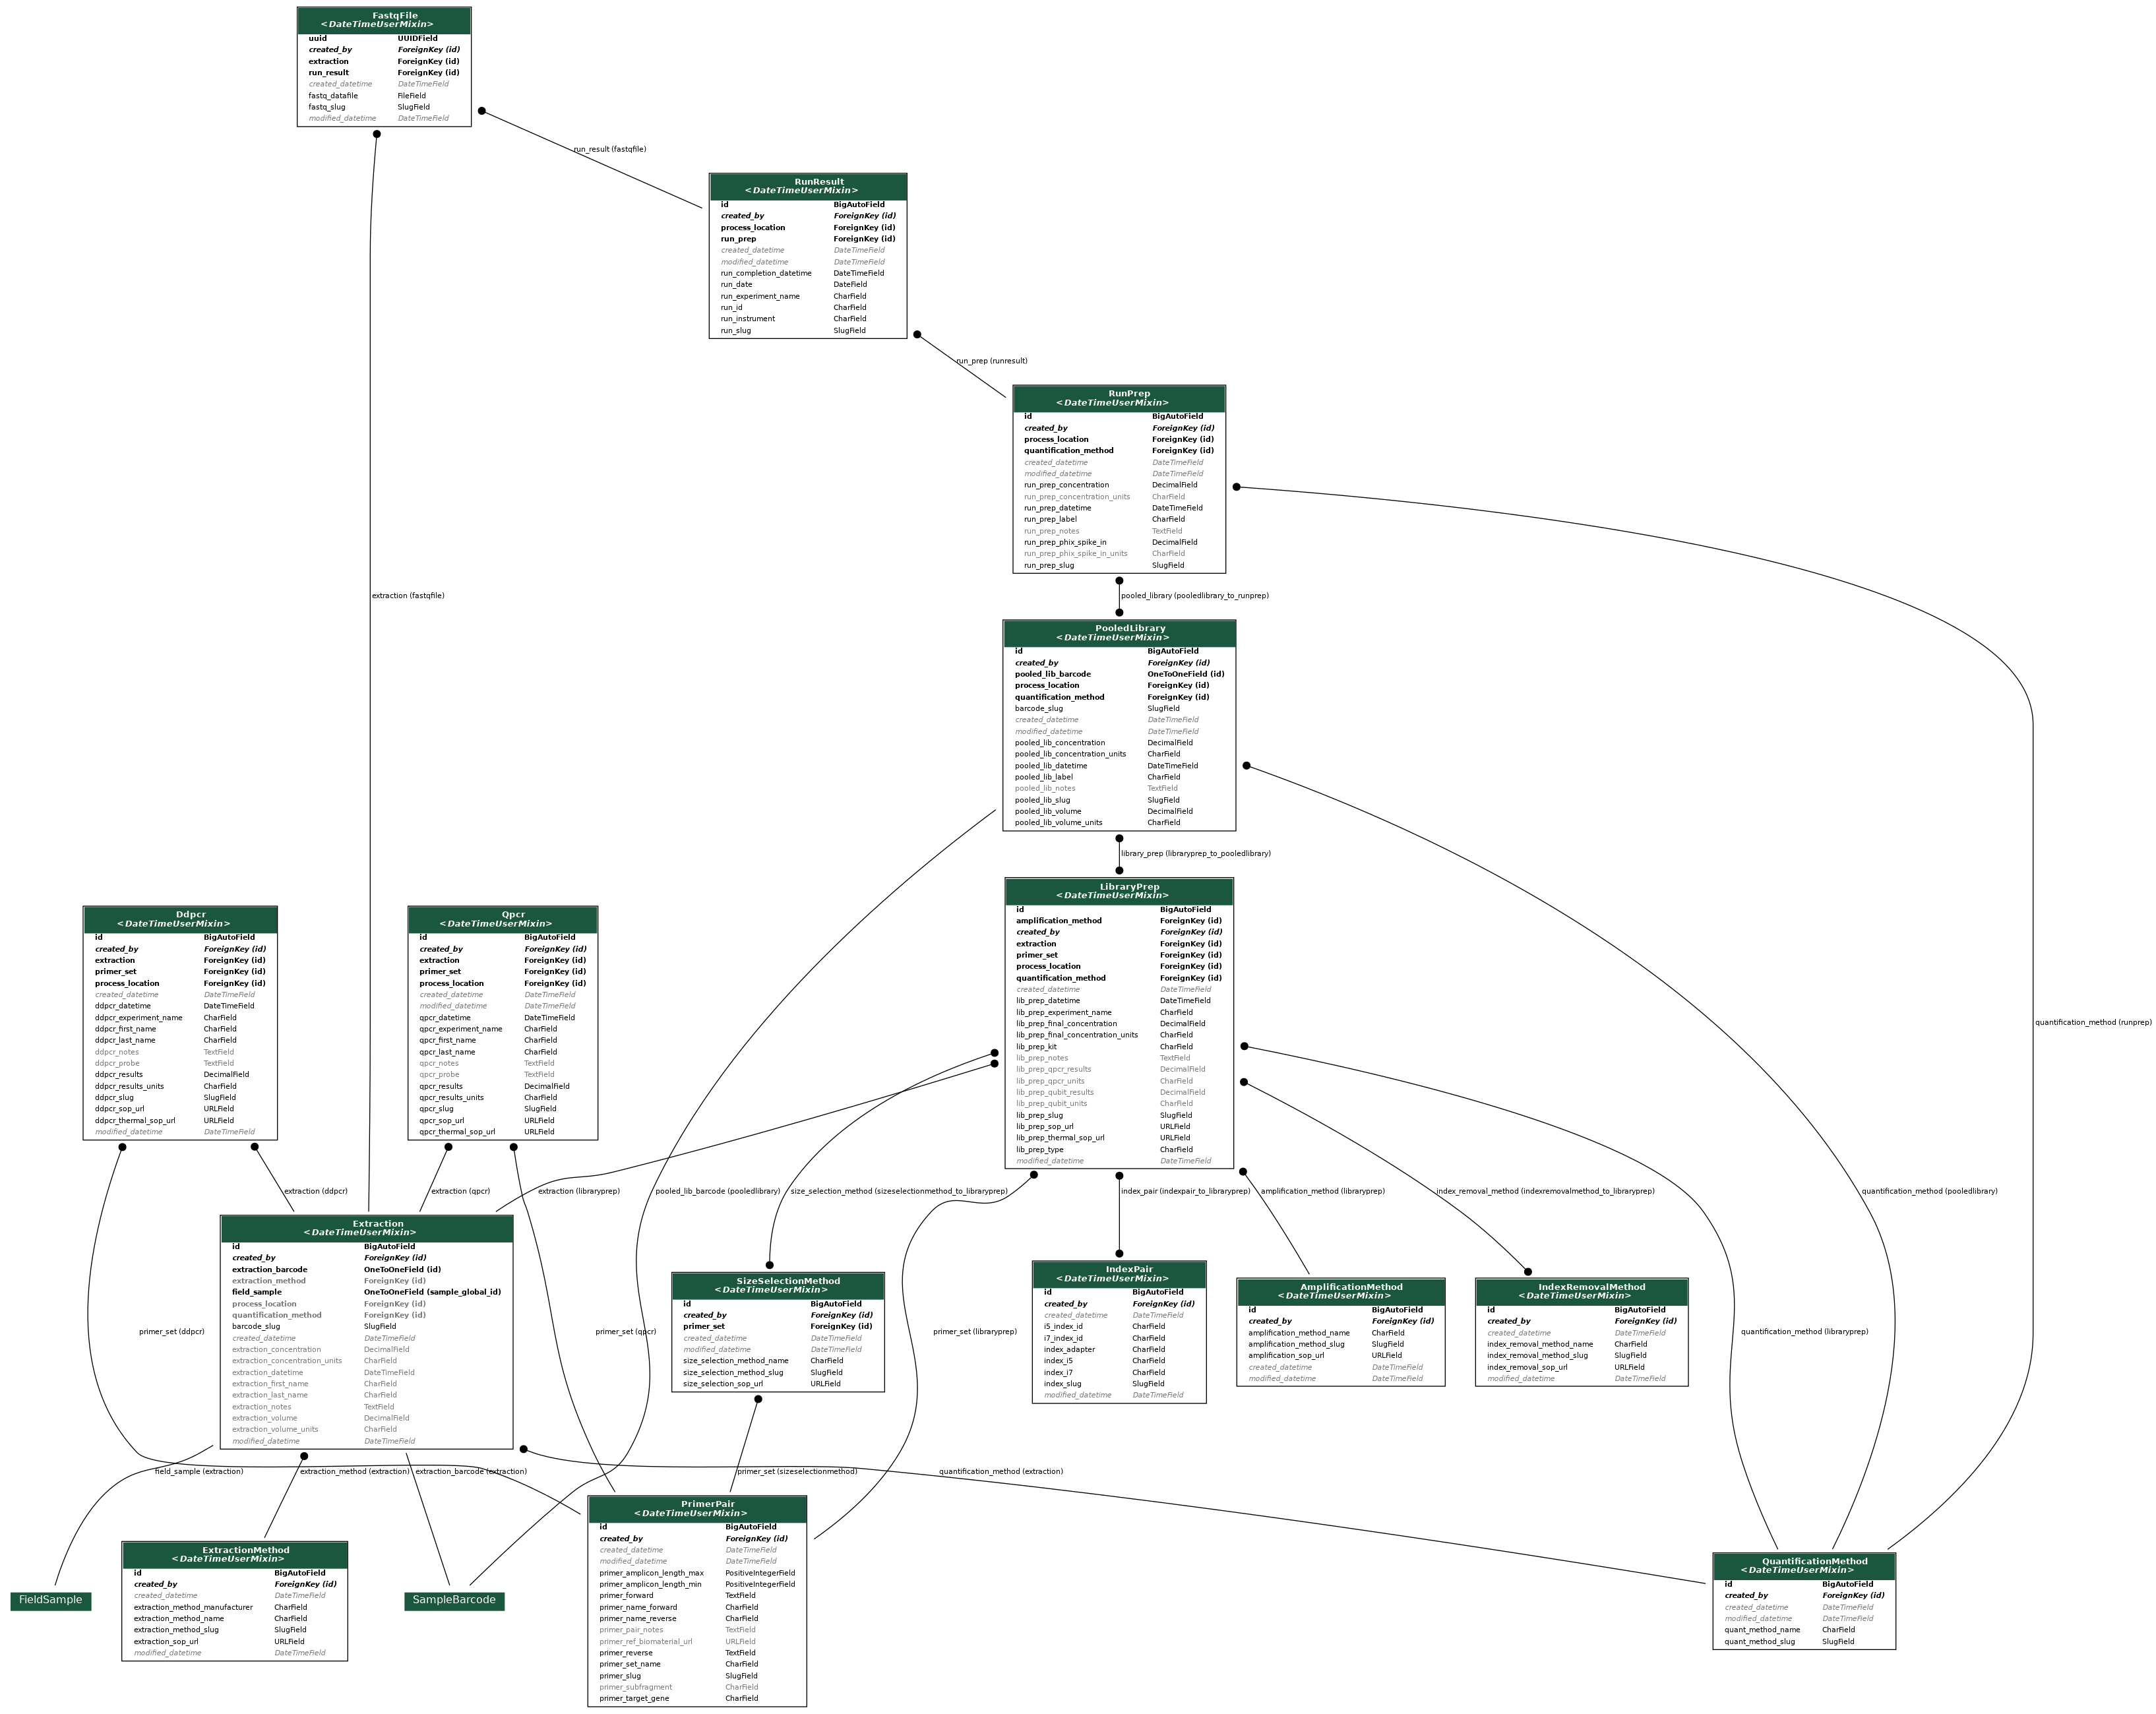 FastqFile
<DateTimeUserMixin>
uuid UUIDField
created_by ForeignKey (id)
extraction ForeignKey (id)
run_result ForeignKey (id)
created_datetime DateTimeField
fastq_datafile FileField
fastq_slug SlugField
modified_datetime DateTimeField
run_result (fastqfile)
RunResult
<DateTimeUserMixin>
id BigAutoField
created_by ForeignKey (id)
process_location ForeignKey (id)
run_prep ForeignKey (id)
created_datetime DateTimeField
modified_datetime DateTimeField
run_completion_datetime DateTimeField
run_date DateField
run_experiment_name CharField
run_id CharField
run_instrument CharField
run_slug SlugField
run_prep (runresult)
RunPrep
<DateTimeUserMixin>
id BigAutoField
created_by ForeignKey (id)
process_location ForeignKey (id)
quantification_method ForeignKey (id)
created_datetime DateTimeField
modified_datetime DateTimeField
run_prep_concentration DecimalField
run_prep_concentration_units CharField
run_prep_datetime DateTimeField
run_prep_label CharField
run_prep_notes TextField
run_prep_phix_spike_in DecimalField
run_prep_phix_spike_in_units CharField
run_prep_slug SlugField
extraction (fastqfile)
pooled_library (pooledlibrary_to_runprep)
PooledLibrary
<DateTimeUserMixin>
id BigAutoField
created_by ForeignKey (id)
pooled_lib_barcode OneToOneField (id)
process_location ForeignKey (id)
quantification_method ForeignKey (id)
barcode_slug SlugField
created_datetime DateTimeField
modified_datetime DateTimeField
pooled_lib_concentration DecimalField
pooled_lib_concentration_units CharField
pooled_lib_datetime DateTimeField
pooled_lib_label CharField
pooled_lib_notes TextField
pooled_lib_slug SlugField
pooled_lib_volume DecimalField
pooled_lib_volume_units CharField
library_prep (libraryprep_to_pooledlibrary)
Ddpcr
<DateTimeUserMixin>
id BigAutoField
created_by ForeignKey (id)
extraction ForeignKey (id)
primer_set ForeignKey (id)
process_location ForeignKey (id)
created_datetime DateTimeField
ddpcr_datetime DateTimeField
ddpcr_experiment_name CharField
ddpcr_first_name CharField
ddpcr_last_name CharField
ddpcr_notes TextField
ddpcr_probe TextField
ddpcr_results DecimalField
ddpcr_results_units CharField
ddpcr_slug SlugField
ddpcr_sop_url URLField
ddpcr_thermal_sop_url URLField
modified_datetime DateTimeField
Qpcr
<DateTimeUserMixin>
id BigAutoField
created_by ForeignKey (id)
extraction ForeignKey (id)
primer_set ForeignKey (id)
process_location ForeignKey (id)
created_datetime DateTimeField
modified_datetime DateTimeField
qpcr_datetime DateTimeField
qpcr_experiment_name CharField
qpcr_first_name CharField
qpcr_last_name CharField
qpcr_notes TextField
qpcr_probe TextField
qpcr_results DecimalField
qpcr_results_units CharField
qpcr_slug SlugField
qpcr_sop_url URLField
qpcr_thermal_sop_url URLField
LibraryPrep
<DateTimeUserMixin>
id BigAutoField
amplification_method ForeignKey (id)
created_by ForeignKey (id)
extraction ForeignKey (id)
primer_set ForeignKey (id)
process_location ForeignKey (id)
quantification_method ForeignKey (id)
created_datetime DateTimeField
lib_prep_datetime DateTimeField
lib_prep_experiment_name CharField
lib_prep_final_concentration DecimalField
lib_prep_final_concentration_units CharField
lib_prep_kit CharField
lib_prep_notes TextField
lib_prep_qpcr_results DecimalField
lib_prep_qpcr_units CharField
lib_prep_qubit_results DecimalField
lib_prep_qubit_units CharField
lib_prep_slug SlugField
lib_prep_sop_url URLField
lib_prep_thermal_sop_url URLField
lib_prep_type CharField
modified_datetime DateTimeField
quantification_method (runprep)
extraction (ddpcr)
extraction (qpcr)
extraction (libraryprep)
pooled_lib_barcode (pooledlibrary)
size_selection_method (sizeselectionmethod_to_libraryprep)
index_pair (indexpair_to_libraryprep)
amplification_method (libraryprep)
index_removal_method (indexremovalmethod_to_libraryprep)
quantification_method (pooledlibrary)
Extraction
<DateTimeUserMixin>
id BigAutoField
created_by ForeignKey (id)
extraction_barcode OneToOneField (id)
extraction_method ForeignKey (id)
field_sample OneToOneField (sample_global_id)
process_location ForeignKey (id)
quantification_method ForeignKey (id)
barcode_slug SlugField
created_datetime DateTimeField
extraction_concentration DecimalField
extraction_concentration_units CharField
extraction_datetime DateTimeField
extraction_first_name CharField
extraction_last_name CharField
extraction_notes TextField
extraction_volume DecimalField
extraction_volume_units CharField
modified_datetime DateTimeField
SizeSelectionMethod
<DateTimeUserMixin>
id BigAutoField
created_by ForeignKey (id)
primer_set ForeignKey (id)
created_datetime DateTimeField
modified_datetime DateTimeField
size_selection_method_name CharField
size_selection_method_slug SlugField
size_selection_sop_url URLField
IndexPair
<DateTimeUserMixin>
id BigAutoField
created_by ForeignKey (id)
created_datetime DateTimeField
i5_index_id CharField
i7_index_id CharField
index_adapter CharField
index_i5 CharField
index_i7 CharField
index_slug SlugField
modified_datetime DateTimeField
AmplificationMethod
<DateTimeUserMixin>
id BigAutoField
created_by ForeignKey (id)
amplification_method_name CharField
amplification_method_slug SlugField
amplification_sop_url URLField
created_datetime DateTimeField
modified_datetime DateTimeField
IndexRemovalMethod
<DateTimeUserMixin>
id BigAutoField
created_by ForeignKey (id)
created_datetime DateTimeField
index_removal_method_name CharField
index_removal_method_slug SlugField
index_removal_sop_url URLField
modified_datetime DateTimeField
primer_set (ddpcr)
primer_set (qpcr)
primer_set (libraryprep)
quantification_method (libraryprep)
field_sample (extraction)
extraction_method (extraction)
extraction_barcode (extraction)
primer_set (sizeselectionmethod)
quantification_method (extraction)
FieldSample
ExtractionMethod
<DateTimeUserMixin>
id BigAutoField
created_by ForeignKey (id)
created_datetime DateTimeField
extraction_method_manufacturer CharField
extraction_method_name CharField
extraction_method_slug SlugField
extraction_sop_url URLField
modified_datetime DateTimeField
SampleBarcode
PrimerPair
<DateTimeUserMixin>
id BigAutoField
created_by ForeignKey (id)
created_datetime DateTimeField
modified_datetime DateTimeField
primer_amplicon_length_max PositiveIntegerField
primer_amplicon_length_min PositiveIntegerField
primer_forward TextField
primer_name_forward CharField
primer_name_reverse CharField
primer_pair_notes TextField
primer_ref_biomaterial_url URLField
primer_reverse TextField
primer_set_name CharField
primer_slug SlugField
primer_subfragment CharField
primer_target_gene CharField
QuantificationMethod
<DateTimeUserMixin>
id BigAutoField
created_by ForeignKey (id)
created_datetime DateTimeField
modified_datetime DateTimeField
quant_method_name CharField
quant_method_slug SlugField